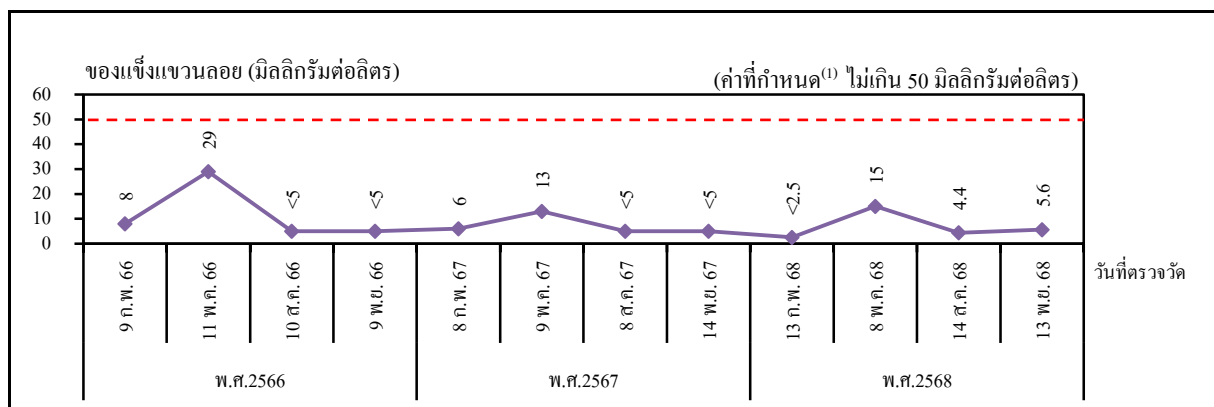 ของแข็งแขวนลอย (มิลลิกรัมต่อลิตร)
(ค่าที่กำหนด(1) ไม่เกิน 50 มิลลิกรัมต่อลิตร)
60
50
40
30
20
10
0
8
29
<5
<5
6
13
<5
<5
<2.5
15
4.4
5.6
9 ก.พ. 66
11 พ.ค. 66
10 ส.ค. 66
9 พ.ย. 66
8 ก.พ. 67
9 พ.ค. 67
8 ส.ค. 67
14 พ.ย. 67
13 ก.พ. 68
8 พ.ค. 68
14 ส.ค. 68
13 พ.ย. 68
วันที่ตรวจวัด
พ.ศ.2566
พ.ศ.2567
พ.ศ.2568